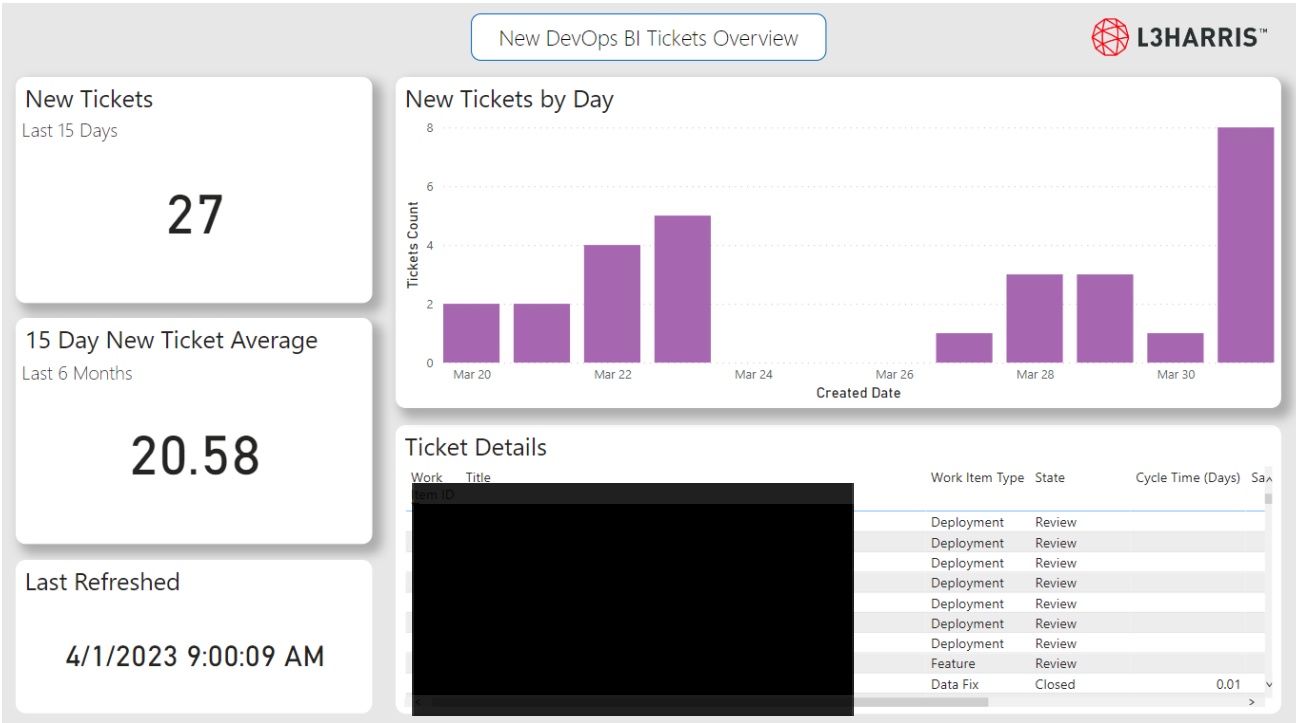 New DevOps BI Tickets Overview
L3HARRIS™
New Tickets
Last 15 Days
27
15 Day New Ticket Average
Last 6 Months
20.58
Last Refreshed
4/1/2023 9:00:09 AM
New Tickets by Day
8
6
4
2
0
Tickets Count
Mar 20 Mar 22 Mar 24 Mar 26 Mar 28 Mar 30
Created Date
Ticket Details
Work Title Work Item Type State Cycle Time (Days) Sa
Item ID
Deployment Review
Deployment Review
Deployment Review
Deployment Review
Deployment Review
Deployment Review
Deployment Review
Feature Review
Data Fix Closed 0.01